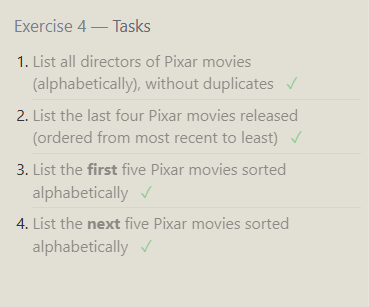 Exercise 4 — Tasks
1. List all directors of Pixar movies
(alphabetically), without duplicates ✓
2. List the last four Pixar movies released
(ordered from most recent to least) ✓
3. List the first five Pixar movies sorted
alphabetically ✓
4. List the next five Pixar movies sorted
alphabetically ✓